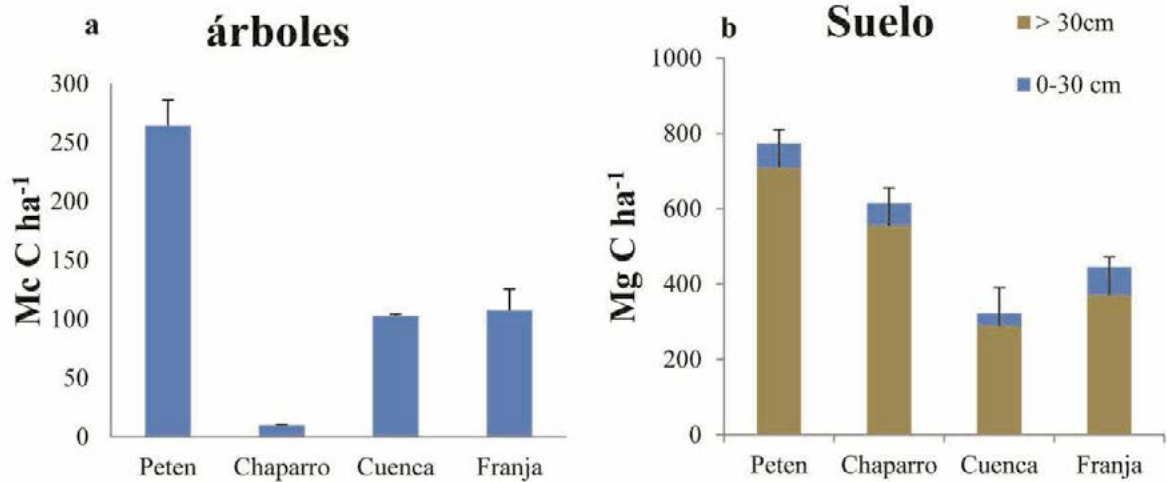 a
árboles
Mc C ha⁻¹
300
250
200
150
100
50
0
Peten Chaparro Cuenca Franja
b
Suelo
> 30cm
0-30 cm
Mg C ha⁻¹
1000
800
600
400
200
0
Peten Chaparro Cuenca Franja